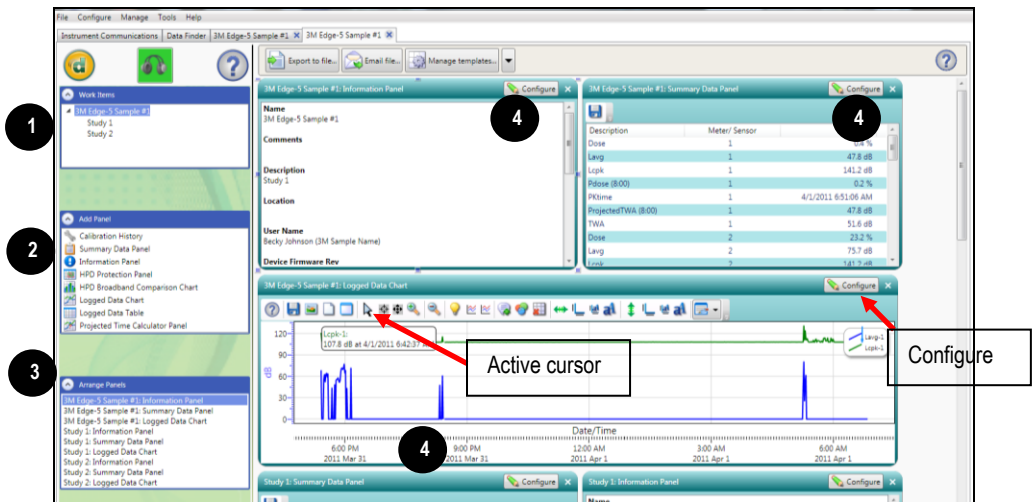 File Configure Manage Tools Help
Instrument Communications Data Finder 3M Edge-5 Sample #1 3M Edge-5 Sample #1
Export to file... Email file... Manage templates...
1
Work Items
3M Edge-5 Sample #1
Study 1
Study 2
2
Add Panel
Calibration History
Summary Data Panel
Information Panel
HPD Protection Panel
HPD Broadband Comparison Chart
Logged Data Chart
Logged Data Table
Projected Time Calculator Panel
3
Arrange Panels
3M Edge-5 Sample #1: Information Panel
3M Edge-5 Sample #1: Summary Data Panel
3M Edge-5 Sample #1: Logged Data Chart
Study 1: Information Panel
Study 1: Summary Data Panel
Study 1: Logged Data Chart
Study 2: Information Panel
Study 2: Summary Data Panel
Study 2: Logged Data Chart
3M Edge-5 Sample #1: Information Panel Configure
4
Name
3M Edge-5 Sample #1
Comments
Description
Study 1
Location
User Name
Becky Johnson (3M Sample Name)
Device Firmware Rev
3M Edge-5 Sample #1: Summary Data Panel Configure
4
Description Meter/ Sensor
Dose 1 0.4 %
Lavg 1 47.8 dB
Lcpk 1 141.2 dB
Pdose (8:00) 1 0.2 %
PKtime 1 4/1/2011 6:51:06 AM
ProjectedTWA (8:00) 1 47.8 dB
TWA 1 51.6 dB
Dose 2 23.2 %
Lavg 2 75.7 dB
Lcpk 2 141.2 dB
3M Edge-5 Sample #1: Logged Data Chart Configure
Lcpk-1:
107.8 dB at 4/1/2011 6:42:37
Lavg-1
Lcpk-1
Active cursor
Configure
dB
120
90
60
30
0
Date/Time
6:00 PM 9:00 PM 12:00 AM 3:00 AM 6:00 AM
2011 Mar 31 2011 Mar 31 2011 Apr 1 2011 Apr 1 2011 Apr 1
4
Study 1: Summary Data Panel Configure
Study 1: Information Panel Configure
Name